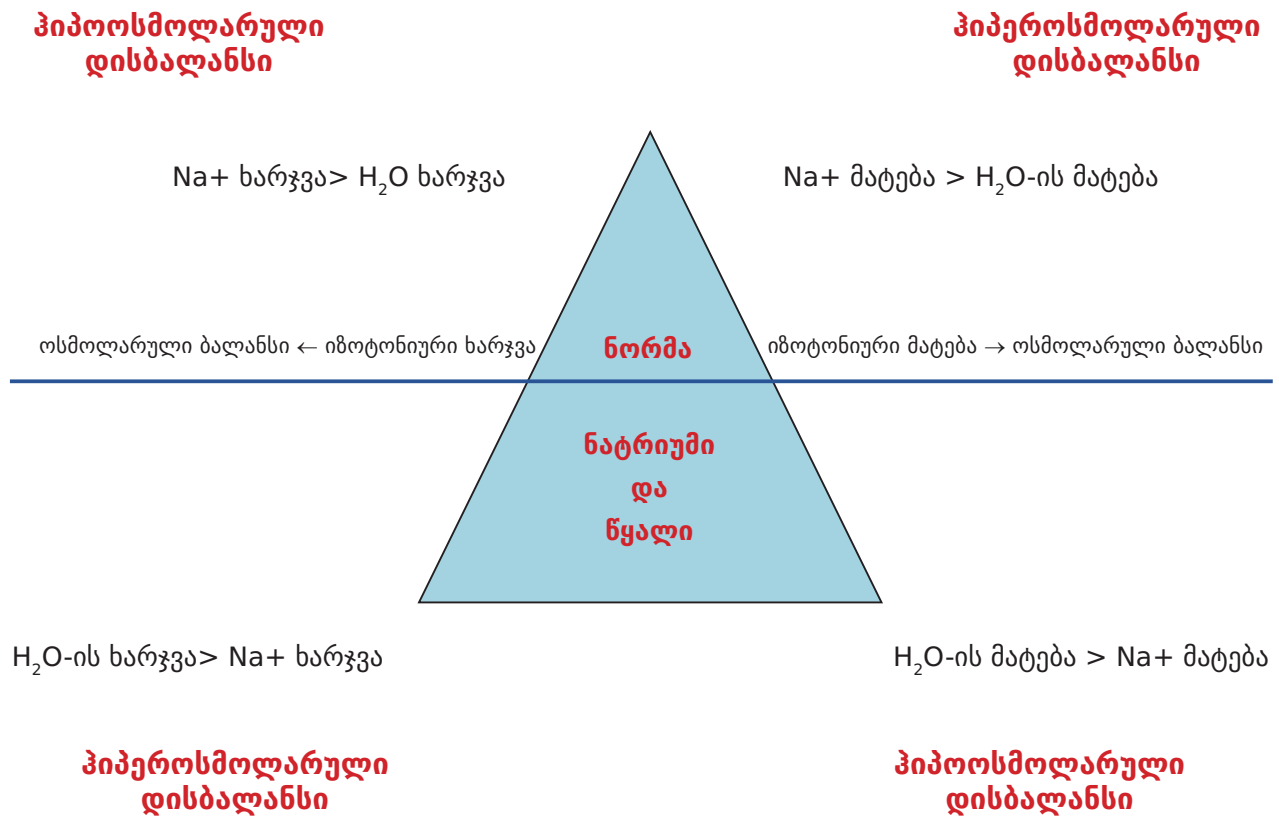 ჰიპოოსმოლარული
დისბალანსი
ჰიპეროსმოლარული
დისბალანსი
Na+ ხარჯვა> H₂O ხარჯვა
Na+ მატება > H₂O-ის მატება
ოსმოლარული ბალანსი ← იზოტონიური ხარჯვა
ნორმა
იზოტონიური მატება → ოსმოლარული ბალანსი
ნატრიუმი
და
წყალი
H₂O-ის ხარჯვა> Na+ ხარჯვა
H₂O-ის მატება > Na+ მატება
ჰიპეროსმოლარული
დისბალანსი
ჰიპოოსმოლარული
დისბალანსი